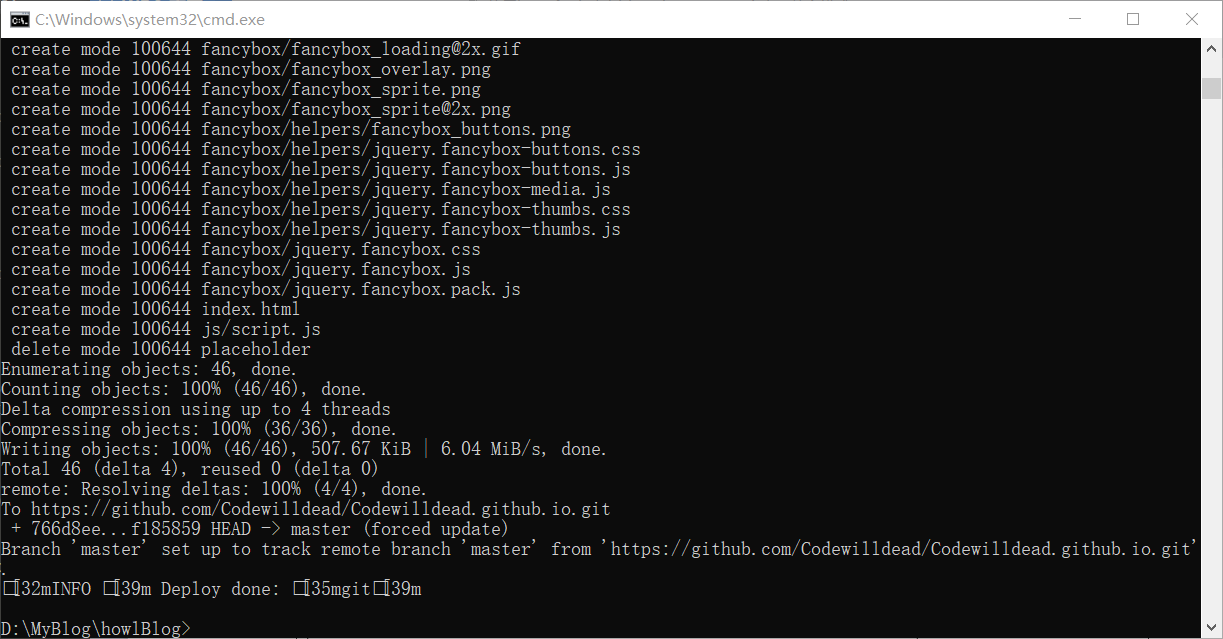 C:\Windows\system32\cmd.exe
create mode 100644 fancybox/fancybox_loading@2x.gif
create mode 100644 fancybox/fancybox_overlay.png
create mode 100644 fancybox/fancybox_sprite.png
create mode 100644 fancybox/fancybox_sprite@2x.png
create mode 100644 fancybox/helpers/fancybox_buttons.png
create mode 100644 fancybox/helpers/jquery.fancybox-buttons.css
create mode 100644 fancybox/helpers/jquery.fancybox-buttons.js
create mode 100644 fancybox/helpers/jquery.fancybox-media.js
create mode 100644 fancybox/helpers/jquery.fancybox-thumbs.css
create mode 100644 fancybox/helpers/jquery.fancybox-thumbs.js
create mode 100644 fancybox/jquery.fancybox.css
create mode 100644 fancybox/jquery.fancybox.js
create mode 100644 fancybox/jquery.fancybox.pack.js
create mode 100644 index.html
create mode 100644 js/script.js
delete mode 100644 placeholder
Enumerating objects: 46, done.
Counting objects: 100% (46/46), done.
Delta compression using up to 4 threads
Compressing objects: 100% (36/36), done.
Writing objects: 100% (46/46), 507.67 KiB | 6.04 MiB/s, done.
Total 46 (delta 4), reused 0 (delta 0)
remote: Resolving deltas: 100% (4/4), done.
To https://github.com/Codewilldead/Codewilldead.github.io.git
+ 766d8ee...f185859 HEAD -> master (forced update)
Branch 'master' set up to track remote branch 'master' from 'https://github.com/Codewilldead/Codewilldead.github.io.git'
.
□[32mINFO □[39m Deploy done: □[35mgit□[39m
D:\MyBlog\howlBlog>